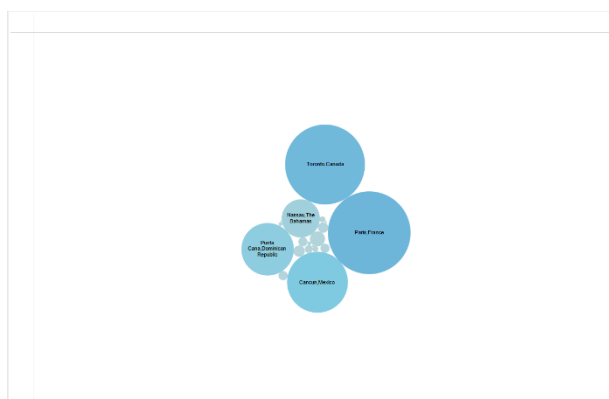 Toronto,Canada
Nassau,The
Bahamas
Paris,France
Punta
Cana,Dominican
Republic
Cancun,Mexico